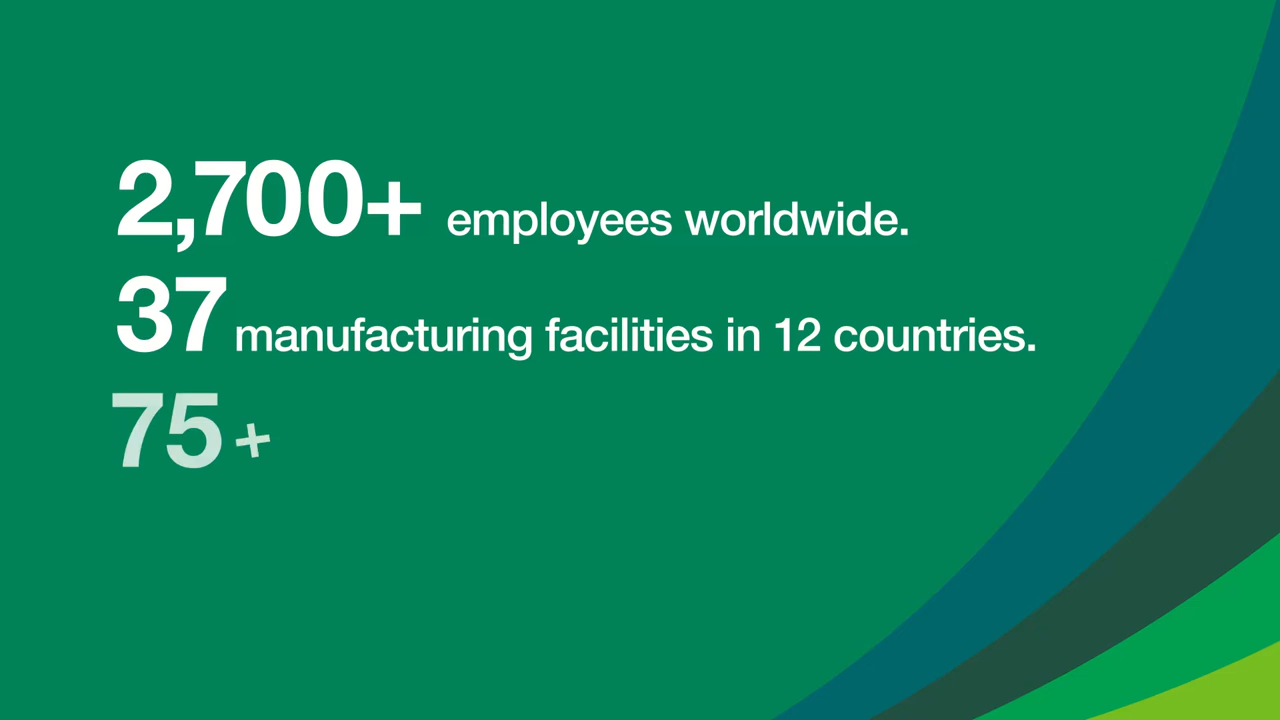 2,700+ employees worldwide.
37 manufacturing facilities in 12 countries.
75+